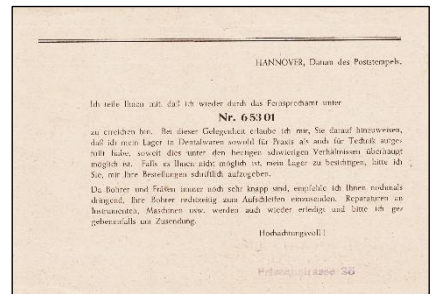 HANNOVER, Datum des Poststempels.
Ich teile Ihnen mit, daß ich wieder durch das Fernsprechamt unter
Nr. 65301
zu erreichen bin. Bei dieser Gelegenheit erlaube ich mir, Sie darauf hinzuweisen,
daß ich mein Lager in Dentalwaren sowohl für Praxis als auch für Technik aufge-
füllt habe, soweit dies unter den heutigen schwierigen Verhältnissen überhaupt
möglich ist. Falls es Ihnen nicht möglich ist, mein Lager zu besichtigen, bitte ich
Sie, mir Ihre Bestellungen schriftlich aufzugeben.
Da Bohrer und Fräsen immer noch sehr knapp sind, empfehle ich Ihnen nochmals
dringend, Ihre Bohrer rechtzeitig zum Aufschleifen einzusenden. Reparaturen an
Instrumenten, Maschinen usw. werden auch wieder erledigt und bitte ich ge-
gebenenfalls um Zusendung.
Hochachtungsvoll!